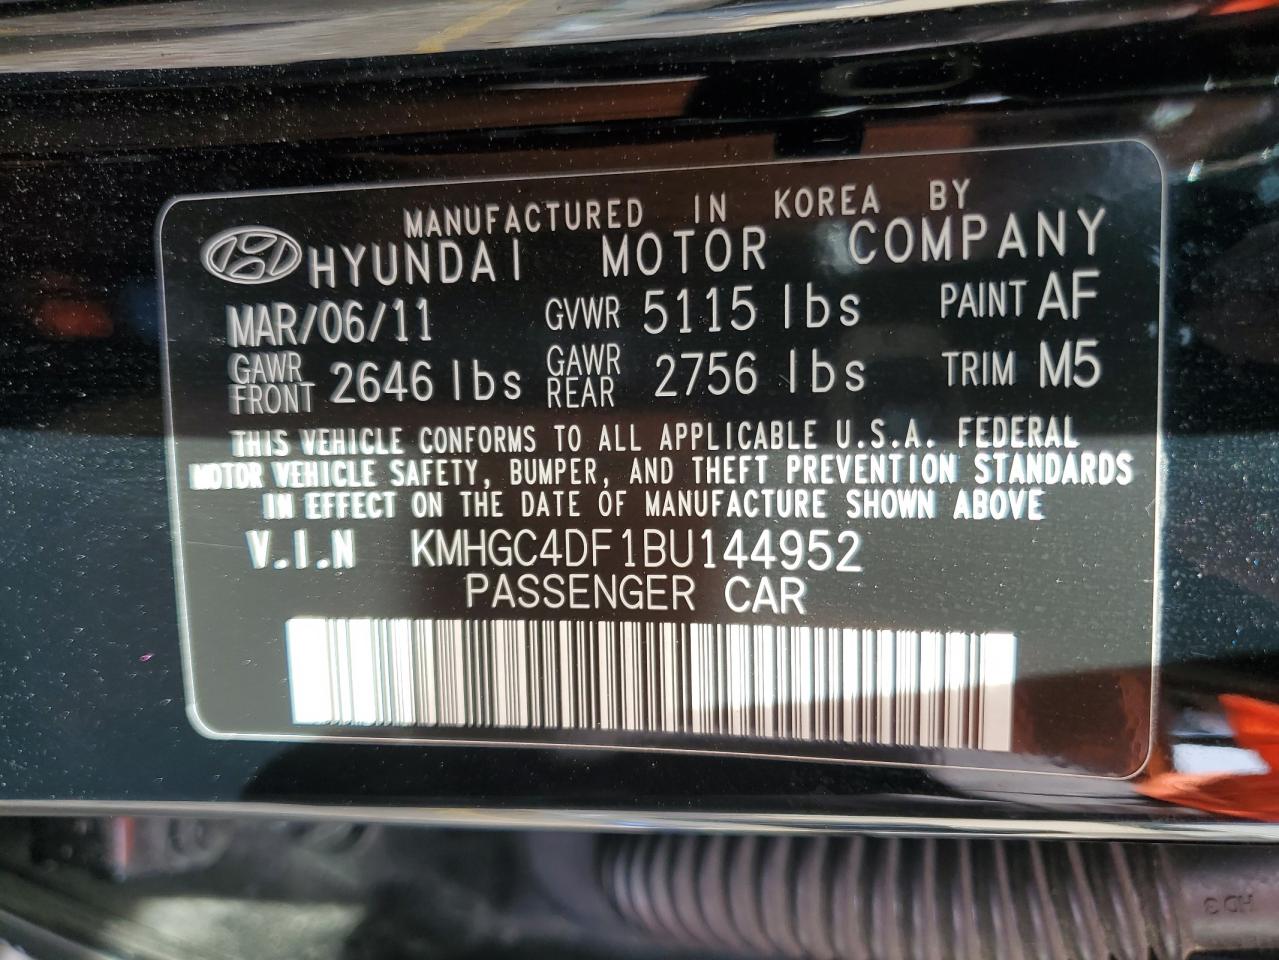 MANUFACTURED IN KOREA BY
HYUNDAI MOTOR COMPANY
MAR/06/11 GVWR 5115 lbs PAINT AF
GAWR FRONT 2646 lbs GAWR REAR 2756 lbs TRIM M5
THIS VEHICLE CONFORMS TO ALL APPLICABLE U.S.A. FEDERAL
MOTOR VEHICLE SAFETY, BUMPER, AND THEFT PREVENTION STANDARDS
IN EFFECT ON THE DATE OF MANUFACTURE SHOWN ABOVE
V.I.N KMHGC4DF1BU144952
PASSENGER CAR
HD3